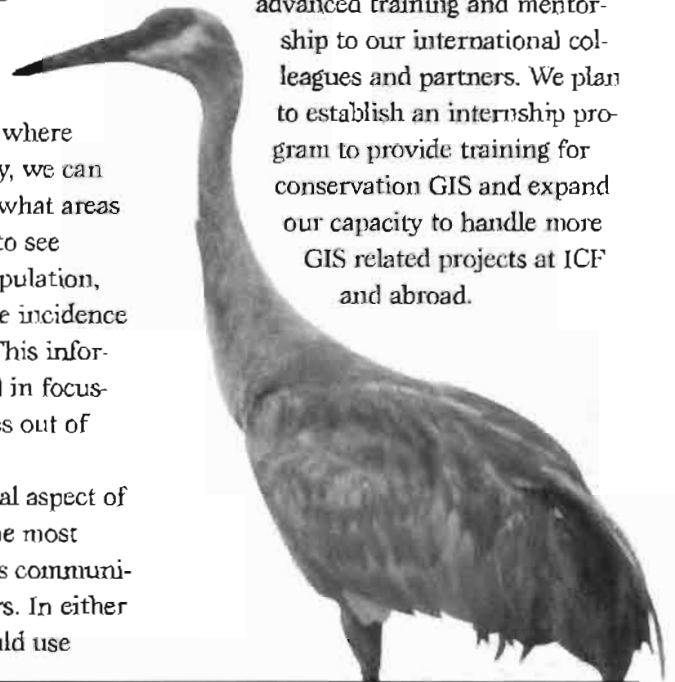 where
y, we can
what areas
to see
pulation,
e incidence
This infor-
l in focus-
s out of
al aspect of
e most
s communi-
rs. In either
uld use
advanced training and mentor-
ship to our international col-
leagues and partners. We plan
to establish an internship pro-
gram to provide training for
conservation GIS and expand
our capacity to handle more
GIS related projects at ICF
and abroad.